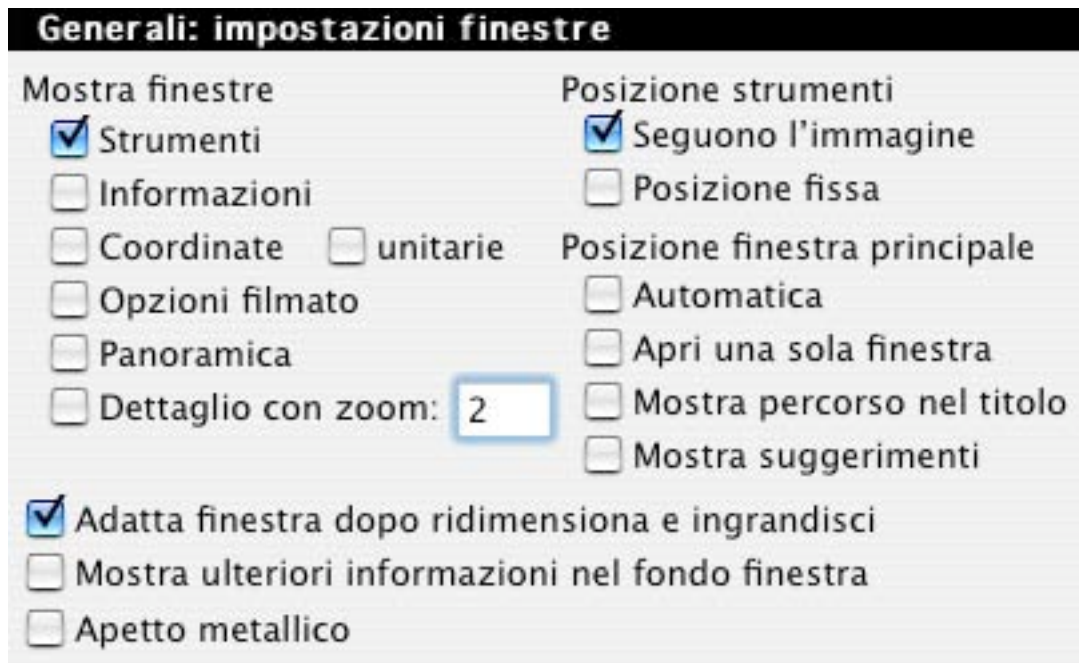 Generali: impostazioni finestre
Mostra finestre
Strumenti
Informazioni
Coordinate unitarie
Opzioni filmato
Panoramica
Dettaglio con zoom: 2
Posizione strumenti
Seguono l'immagine
Posizione fissa
Posizione finestra principale
Automatica
Apri una sola finestra
Mostra percorso nel titolo
Mostra suggerimenti
Adatta finestra dopo ridimensiona e ingrandisci
Mostra ulteriori informazioni nel fondo finestra
Apetto metallico